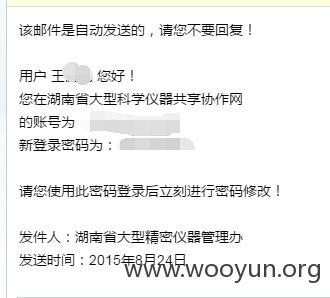 该邮件是自动发送的，请您不要回复！
用户 王 您好！
您在湖南省大型科学仪器共享协作网
的账号为
新登录密码为：
请您使用此密码登录后立刻进行密码修改！
发件人：湖南省大型精密仪器管理办
发送时间：2015年8月24日
www.wooyun.org